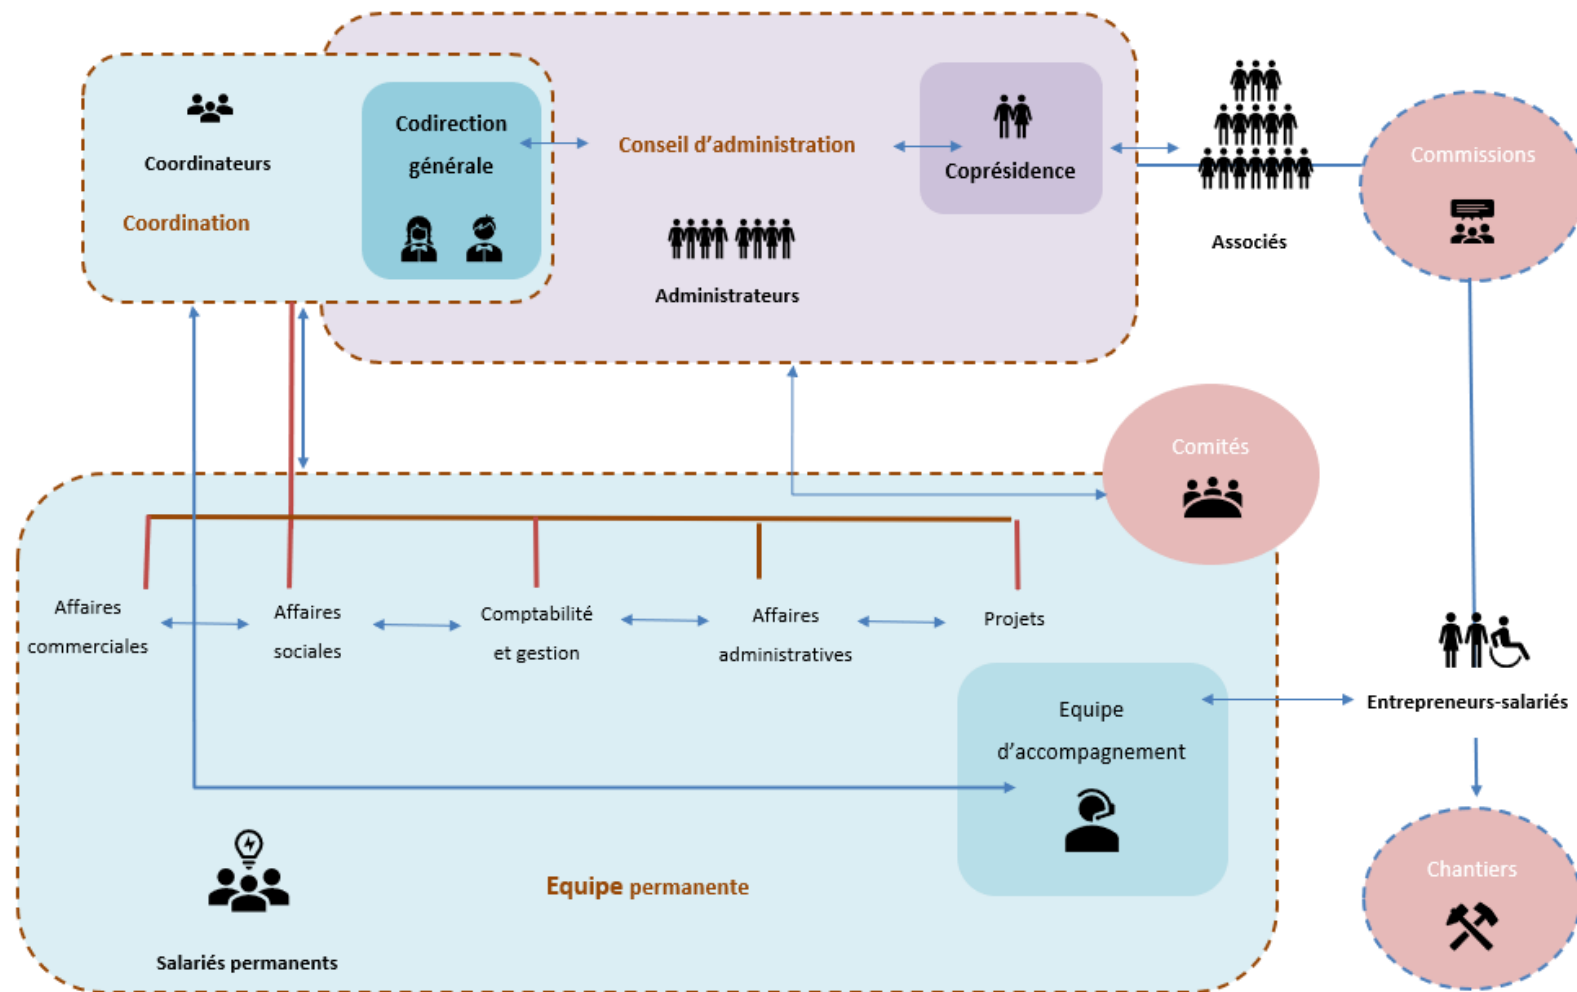 Coordinateurs
Coordination
Codirection
générale
Conseil d'administration
Administrateurs
Coprésidence
Associés
Commissions
Comités
Affaires
commerciales
Affaires
sociales
Comptabilité
et gestion
Affaires
administratives
Projets
Equipe
d'accompagnement
Entrepreneurs-salariés
Chantiers
Equipe permanente
Salariés permanents